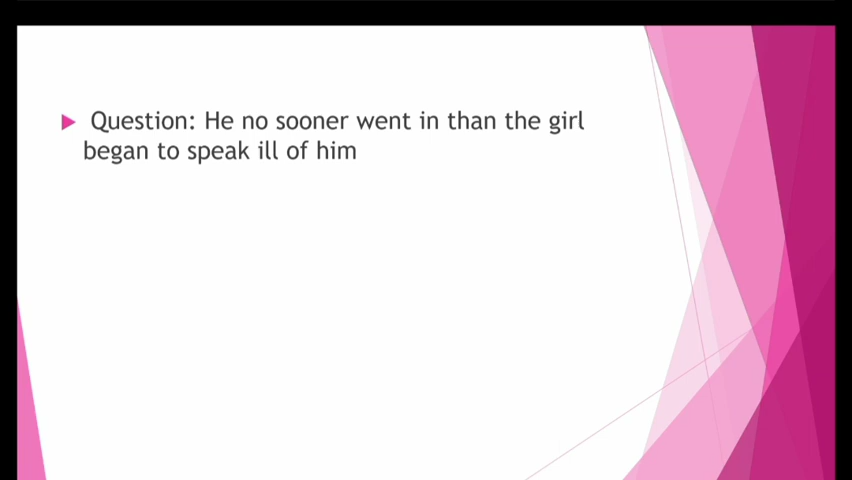 Question: He no sooner went in than the girl
began to speak ill of him